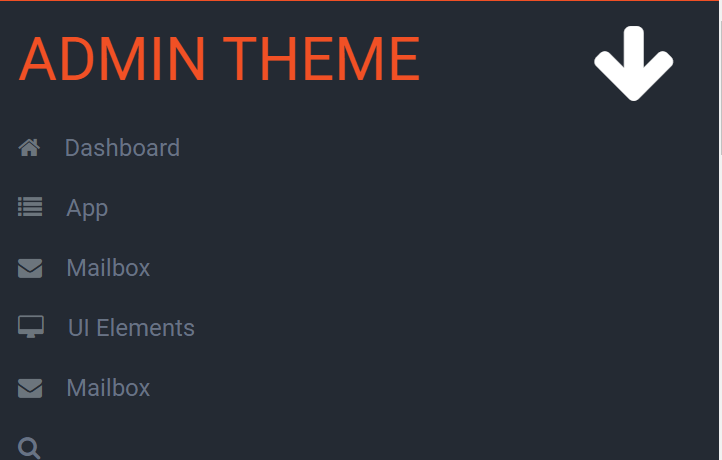 ADMIN THEME
Dashboard
App
Mailbox
UI Elements
Mailbox